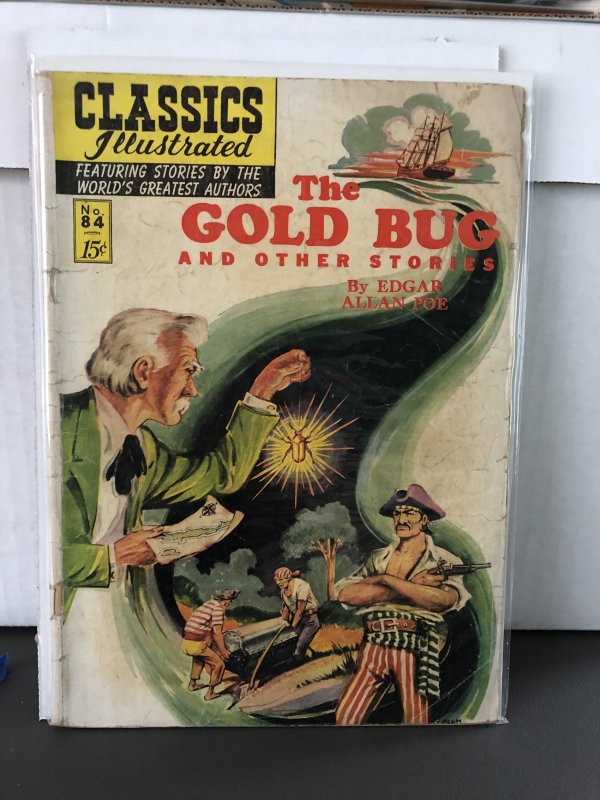 CLASSICS
Illustrated
FEATURING STORIES BY THE
WORLD'S GREATEST AUTHORS
No.
84
15¢
The
GOLD BUG
AND OTHER STORIES
By EDGAR
ALLAN POE